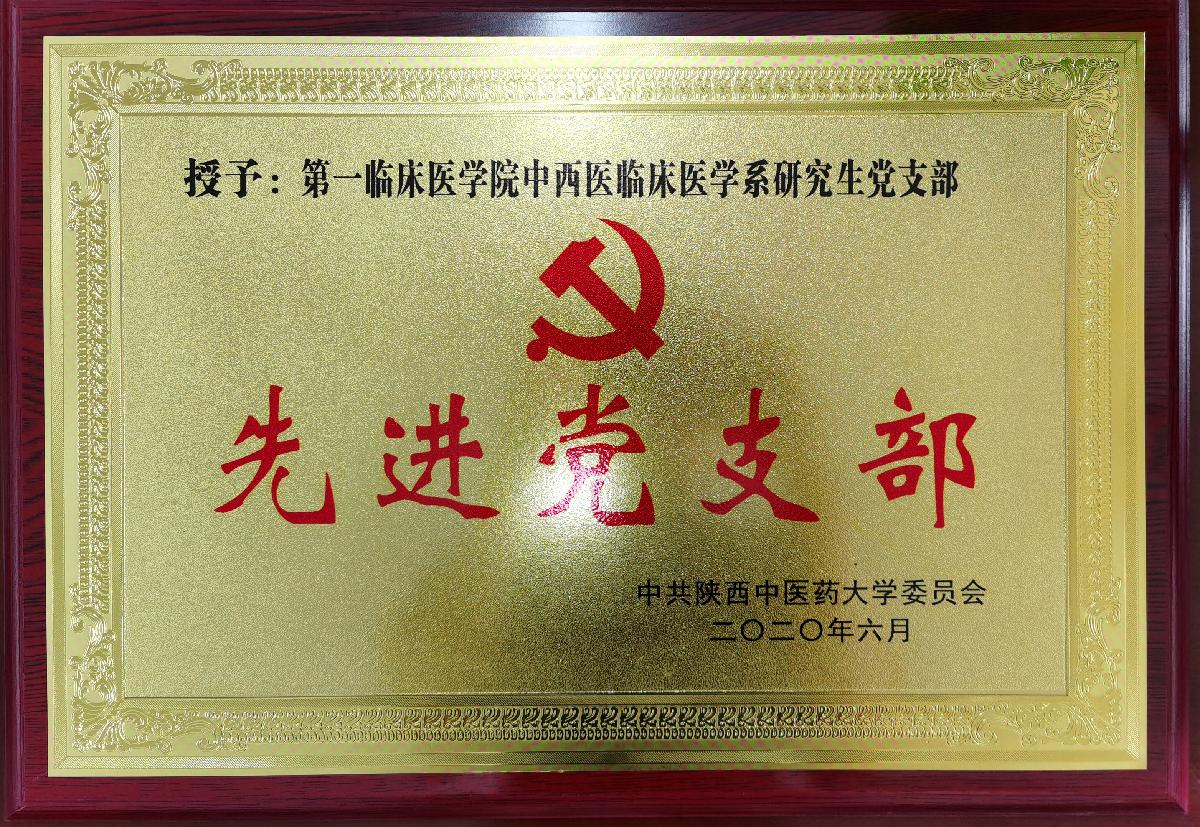 授予：第一临床医学院中西医临床医学系研究生党支部
先进党支部
中共陕西中医药大学委员会
二〇二〇年六月